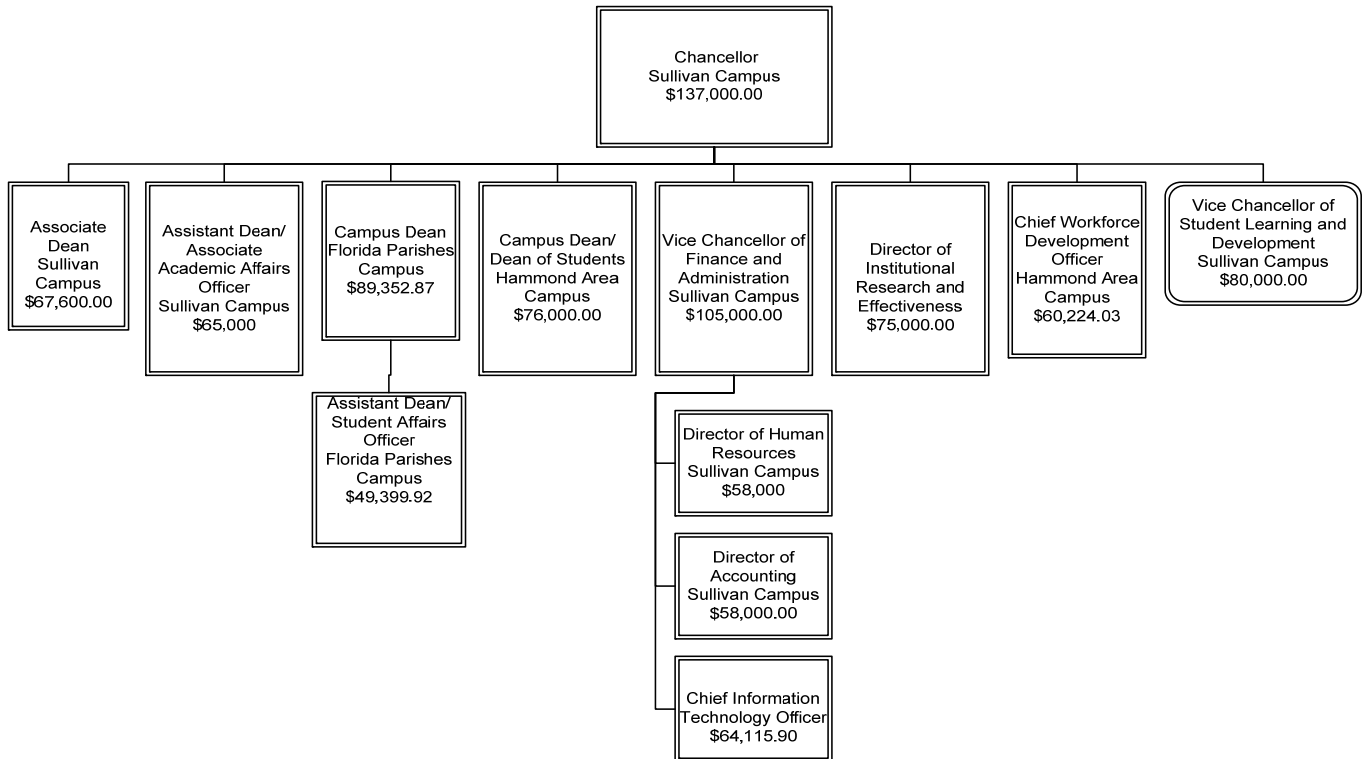 Chancellor
Sullivan Campus
$137,000.00
Associate
Dean
Sullivan
Campus
$67,600.00
Assistant Dean/
Associate
Academic Affairs
Officer
Sullivan Campus
$65,000
Campus Dean
Florida Parishes
Campus
$89,352.87
Campus Dean/
Dean of Students
Hammond Area
Campus
$76,000.00
Vice Chancellor of
Finance and
Administration
Sullivan Campus
$105,000.00
Director of
Institutional
Research and
Effectiveness
$75,000.00
Chief Workforce
Development
Officer
Hammond Area
Campus
$60,224.03
Vice Chancellor of
Student Learning and
Development
Sullivan Campus
$80,000.00
Assistant Dean/
Student Affairs
Officer
Florida Parishes
Campus
$49,399.92
Director of Human
Resources
Sullivan Campus
$58,000
Director of
Accounting
Sullivan Campus
$58,000.00
Chief Information
Technology Officer
$64,115.90